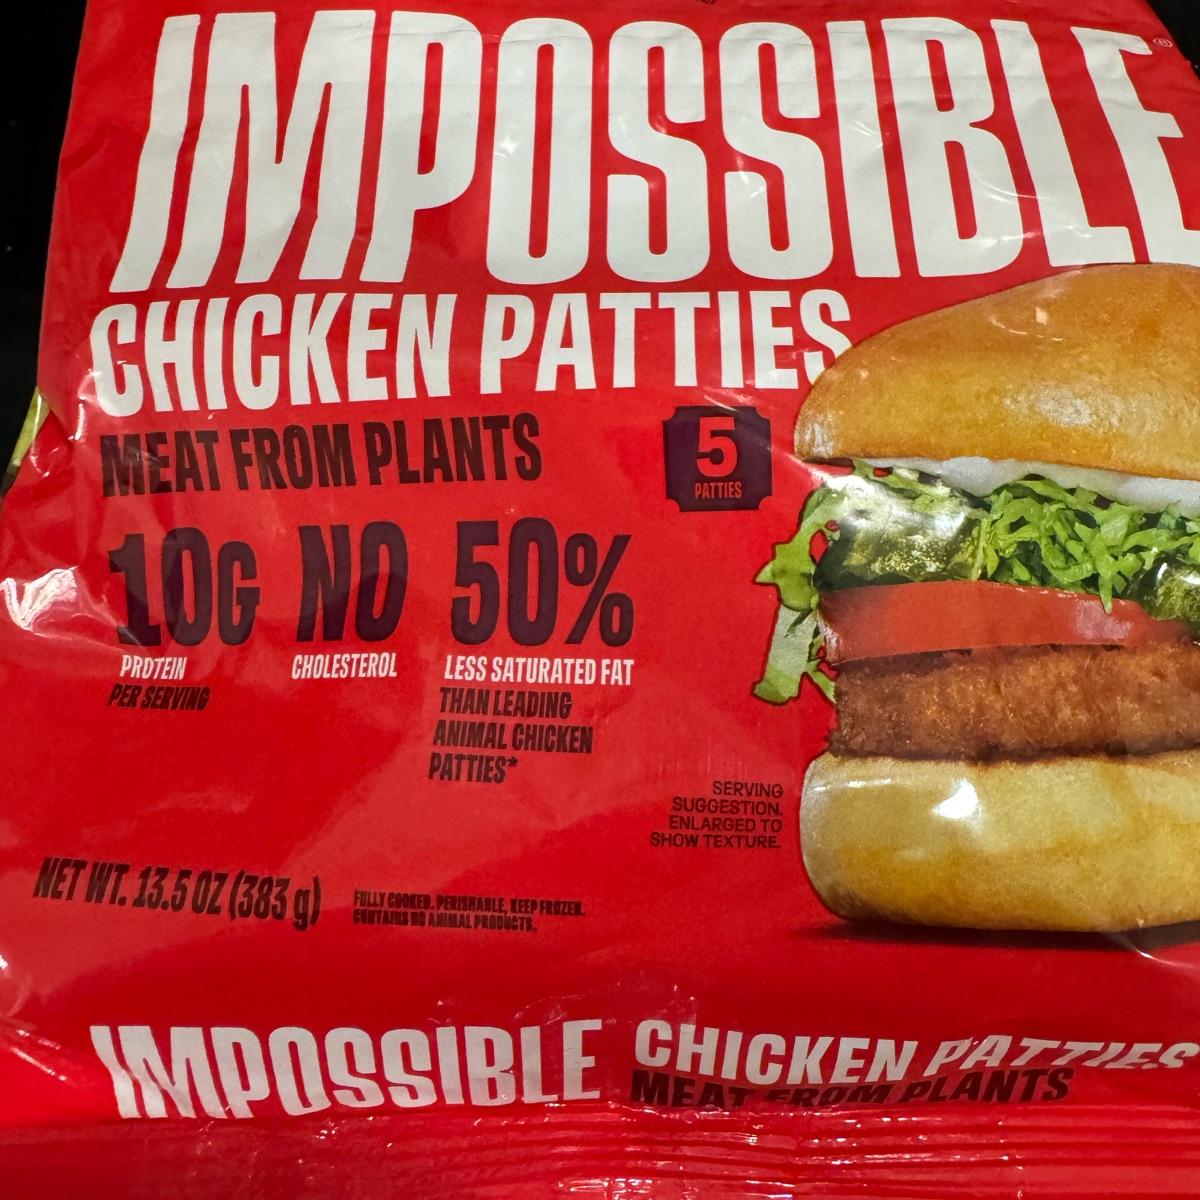 IMPOSSIBLE®
CHICKEN PATTIES
MEAT FROM PLANTS
5
PATTIES
10G
PROTEIN
PER SERVING
NO
CHOLESTEROL
50%
LESS SATURATED FAT
THAN LEADING
ANIMAL CHICKEN
PATTIES*
SERVING
SUGGESTION.
ENLARGED TO
SHOW TEXTURE.
NET WT. 13.5 OZ (383 g)
FULLY COOKED. PERISHABLE, KEEP FROZEN.
CONTAINS NO ANIMAL PRODUCTS.
IMPOSSIBLE
CHICKEN PATTIES
MEAT FROM PLANTS